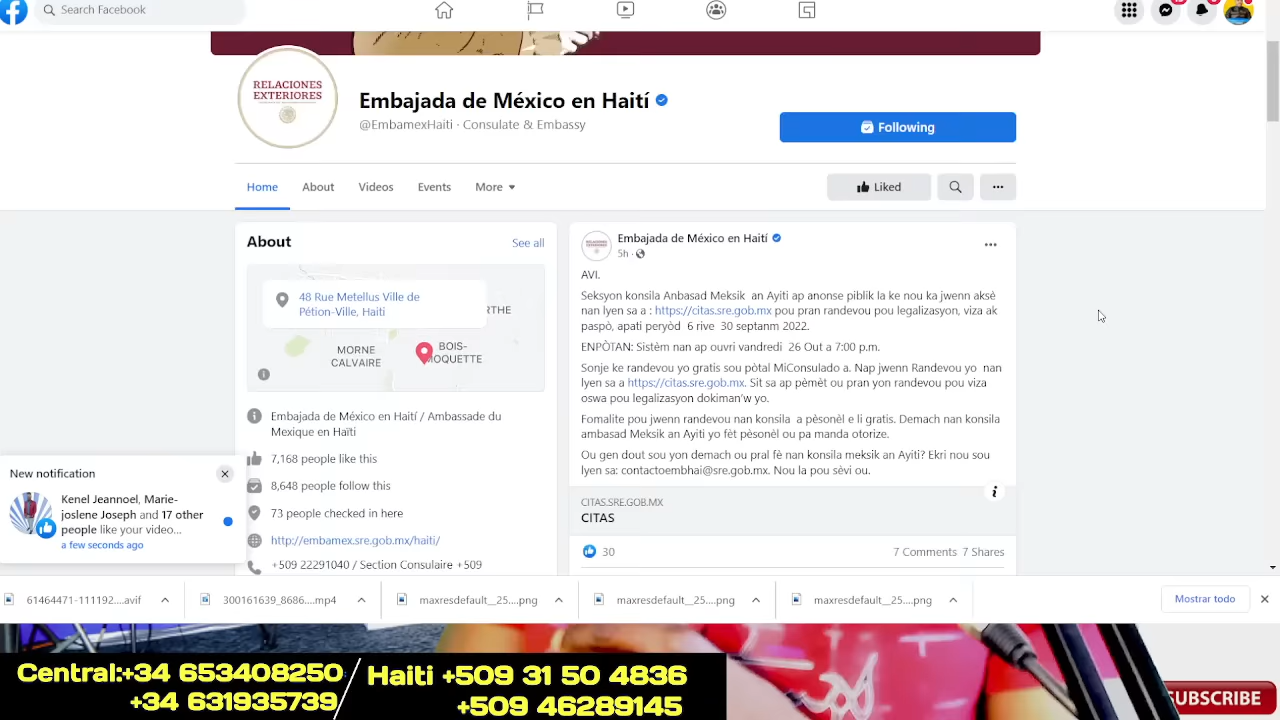 Search Facebook
RELACIONES
EXTERIORES
Embajada de México en Haití
@EmbamexHaiti · Consulate & Embassy
Following
Home
About
Videos
Events
More
Liked
About
See all
48 Rue Metellus Ville de
Pétion-Ville, Haiti
MORNE
CALVAIRE
BOIS-
Embajada de México en Haití / Ambassade du
Mexique en Haïti
7,168 people like this
8,648 people follow this
73 people checked in here
http://embamex.sre.gob.mx/haiti/
+509 22291040 / Section Consulaire +509
Embajada de México en Haití
5h ·
AVI.
Seksyon konsila Anbasad Meksik an Ayiti ap anonse piblik la ke nou ka jwenn aksè
nan lyen sa a : https://citas.sre.gob.mx pou pran randevou pou legalizasyon, viza ak
paspò, apati peryòd 6 rive 30 septanm 2022.
ENPÒTAN: Sistèm nan ap ouvri vandredi 26 Out a 7:00 p.m.
Sonje ke randevou yo gratis sou pòtal MiConsulado a. Nap jwenn Randevou yo nan
lyen sa a https://citas.sre.gob.mx. Sit sa ap pèmèt ou pran yon randevou pou viza
oswa pou legalizasyon dokiman'w yo.
Fomalite pou jwenn randevou nan konsila a pèsonèl e li gratis. Demach nan konsila
ambasad Meksik an Ayiti yo fèt pèsonèl ou pa manda otorize.
Ou gen dout sou yon demach ou pral fè nan konsila meksik an Ayiti? Ekri nou sou
lyen sa: contactoembhai@sre.gob.mx. Nou la pou sèvi ou.
CITAS.SRE.GOB.MX
CITAS
30
7 Comments 7 Shares
New notification
Kenel Jeannoel, Marie-
joslene Joseph and 17 other
people like your video...
a few seconds ago
61464471-111192....avif
300161639_8686....mp4
maxresdefault__25....png
maxresdefault__25....png
maxresdefault__25....png
Mostrar todo
Central:+34 653408250/Haiti +509 31 50 4836
+34 631935739/ +509 46289145
SUBSCRIBE